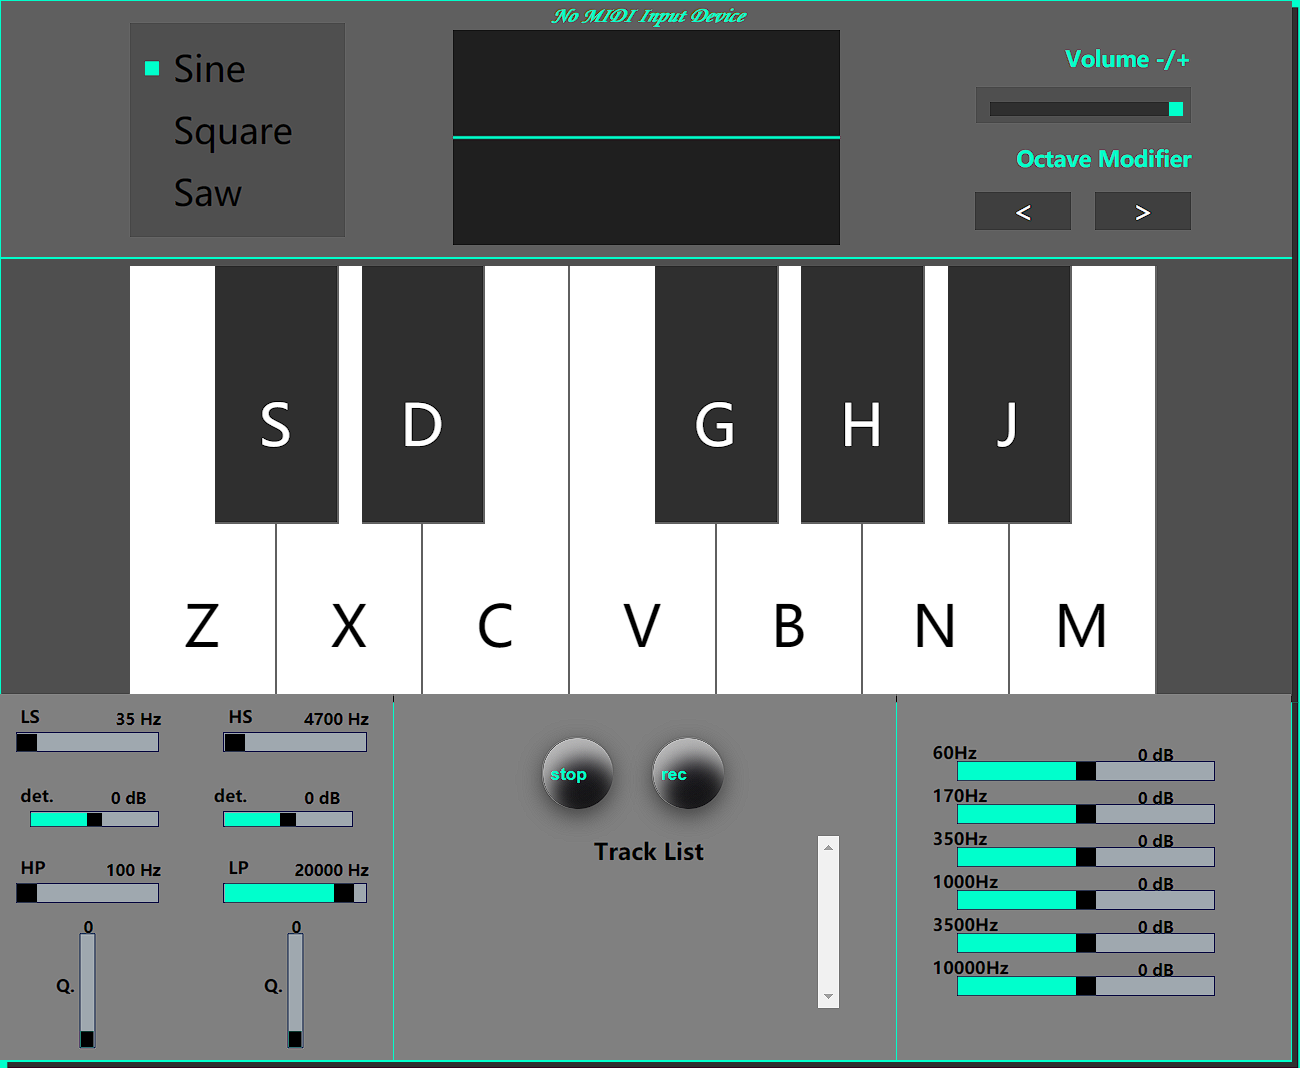 No MIDI Input Device
Sine
Square
Saw
Volume -/+
Octave Modifier
< >
S D G H J
Z X C V B N M
LS 35 Hz HS 4700 Hz
det. 0 dB det. 0 dB
HP 100 Hz LP 20000 Hz
0 0
Q. Q.
stop rec
Track List
60Hz 0 dB
170Hz 0 dB
350Hz 0 dB
1000Hz 0 dB
3500Hz 0 dB
10000Hz 0 dB